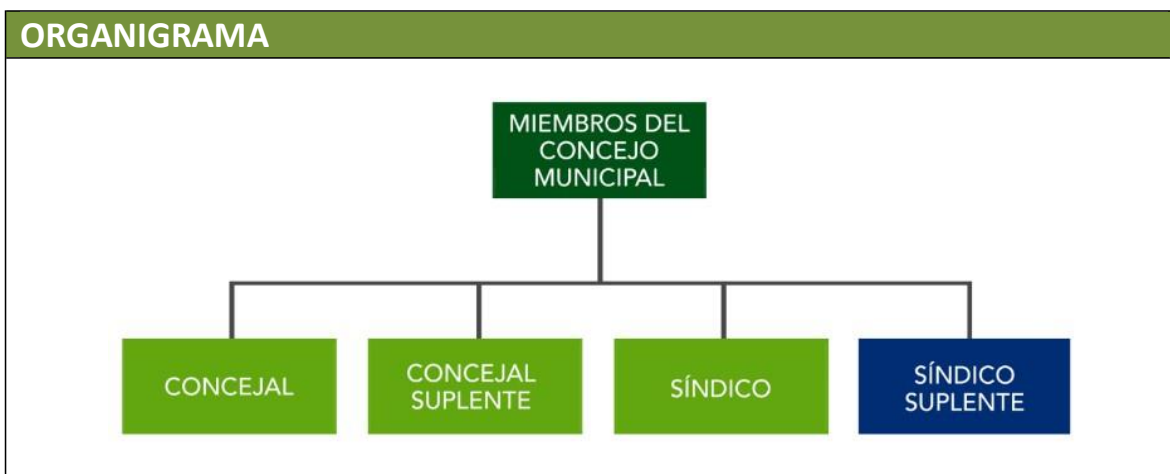 ORGANIGRAMA
MIEMBROS DEL
CONCEJO
MUNICIPAL
CONCEJAL
CONCEJAL
SUPLENTE
SÍNDICO
SÍNDICO
SUPLENTE